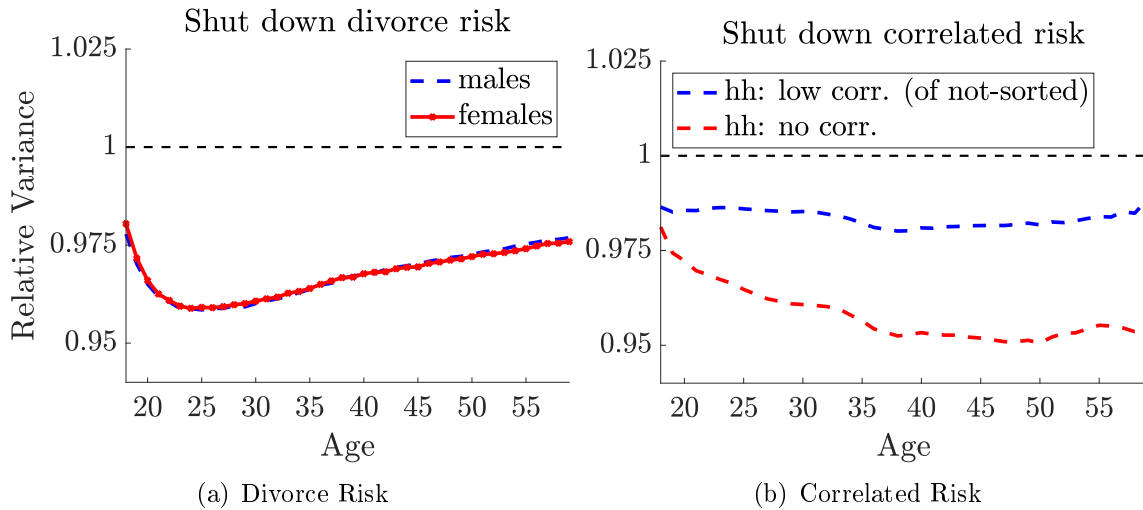 Shut down divorce risk
1.025
1
0.975
0.95
Relative Variance
males
females
20 25 30 35 40 45 50 55
Age
(a) Divorce Risk
Shut down correlated risk
1.025
1
0.975
0.95
hh: low corr. (of not-sorted)
hh: no corr.
20 25 30 35 40 45 50 55
Age
(b) Correlated Risk